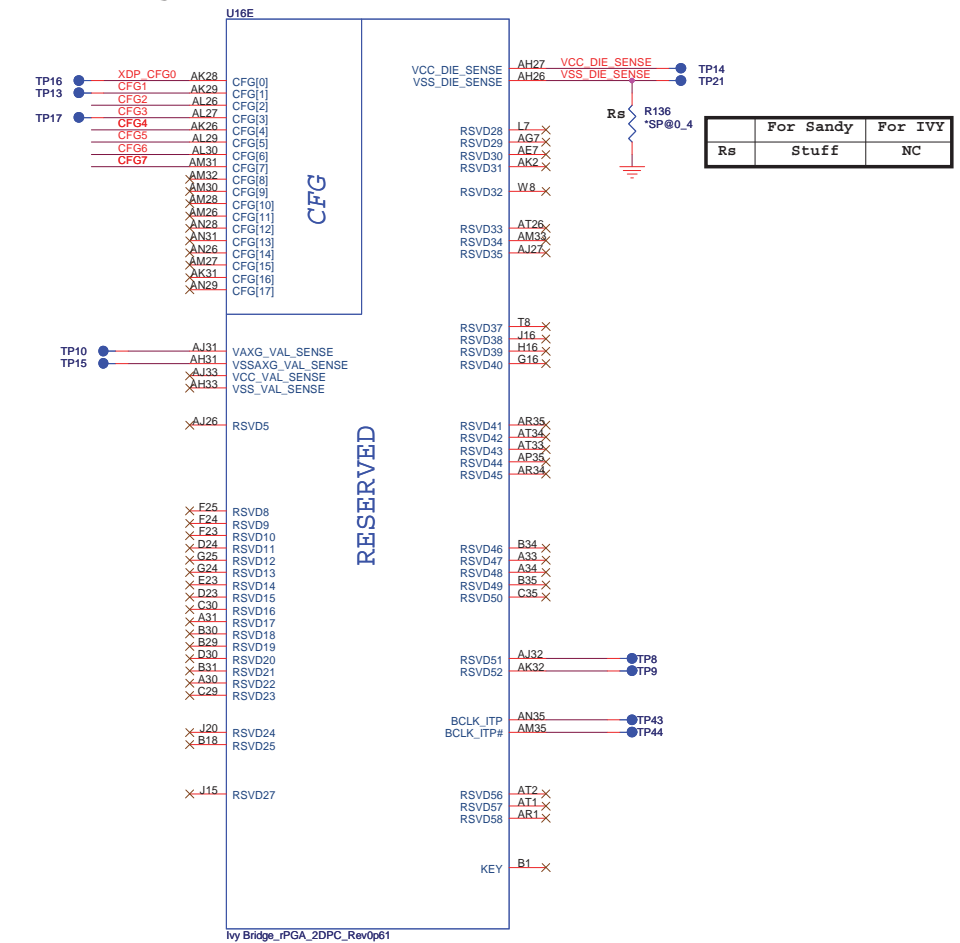 U16E
TP16 XDP_CFG0 AK28 CFG[0]
TP13 CFG1 AK29 CFG[1]
CFG2 AL26 CFG[2]
TP17 CFG3 AL27 CFG[3]
CFG4 AK26 CFG[4]
CFG5 AL29 CFG[5]
CFG6 AL30 CFG[6]
CFG7 AM31 CFG[7]
AM32 CFG[8]
AM30 CFG[9]
AM28 CFG[10]
AM26 CFG[11]
AN28 CFG[12]
AN31 CFG[13]
AN26 CFG[14]
AM27 CFG[15]
AK31 CFG[16]
AN29 CFG[17]
CFG
TP10 AJ31 VAXG_VAL_SENSE
TP15 AH31 VSSAXG_VAL_SENSE
AJ33 VCC_VAL_SENSE
AH33 VSS_VAL_SENSE
AJ26 RSVD5
RESERVED
F25 RSVD8
F24 RSVD9
F23 RSVD10
D24 RSVD11
G25 RSVD12
G24 RSVD13
E23 RSVD14
D23 RSVD15
C30 RSVD16
A31 RSVD17
B30 RSVD18
B29 RSVD19
D30 RSVD20
B31 RSVD21
A30 RSVD22
C29 RSVD23
J20 RSVD24
B18 RSVD25
J15 RSVD27
VCC_DIE_SENSE AH27 VCC_DIE_SENSE TP14
VSS_DIE_SENSE AH26 VSS_DIE_SENSE TP21
Rs R136
*SP@0_4
For Sandy For IVY
Rs Stuff NC
RSVD28 L7
RSVD29 AG7
RSVD30 AE7
RSVD31 AK2
RSVD32 W8
RSVD33 AT26
RSVD34 AM33
RSVD35 AJ27
RSVD37 T8
RSVD38 J16
RSVD39 H16
RSVD40 G16
RSVD41 AR35
RSVD42 AT34
RSVD43 AT33
RSVD44 AP35
RSVD45 AR34
RSVD46 B34
RSVD47 A33
RSVD48 A34
RSVD49 B35
RSVD50 C35
RSVD51 AJ32 TP8
RSVD52 AK32 TP9
BCLK_ITP AN35 TP43
BCLK_ITP# AM35 TP44
RSVD56 AT2
RSVD57 AT1
RSVD58 AR1
KEY B1
Ivy Bridge_rPGA_2DPC_Rev0p61